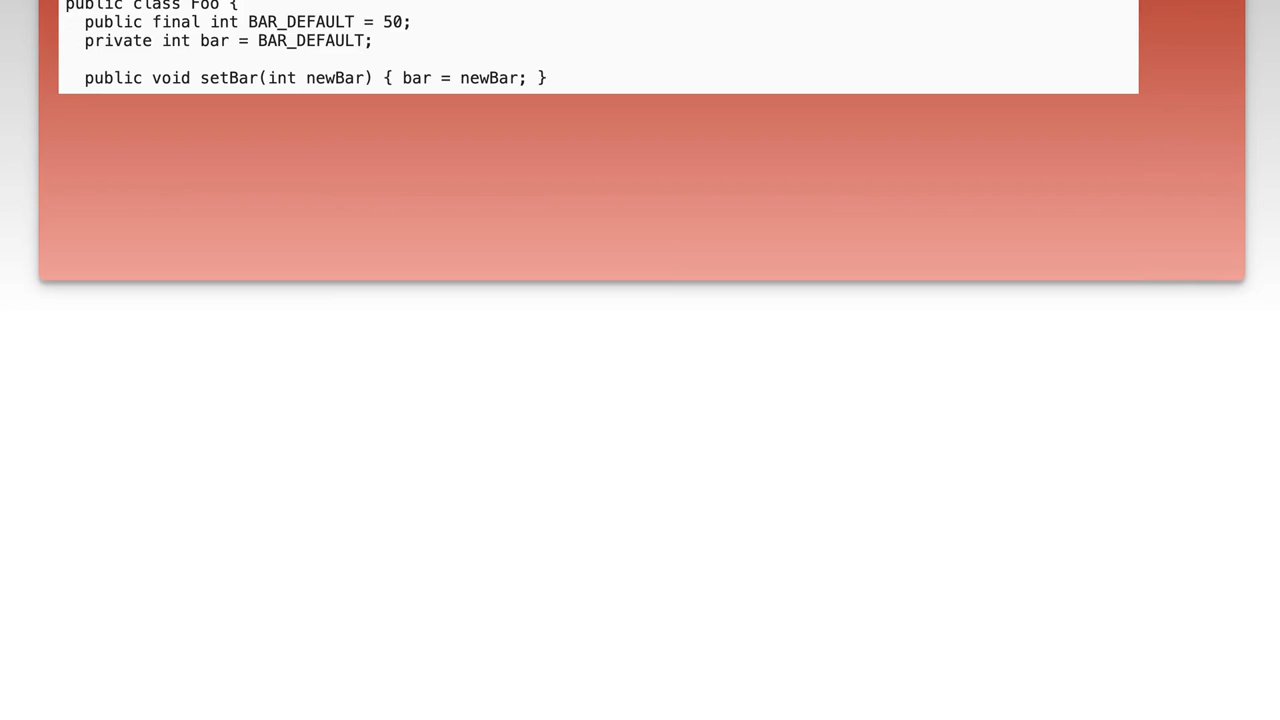 public class Foo {
  public final int BAR_DEFAULT = 50;
  private int bar = BAR_DEFAULT;

  public void setBar(int newBar) { bar = newBar; }